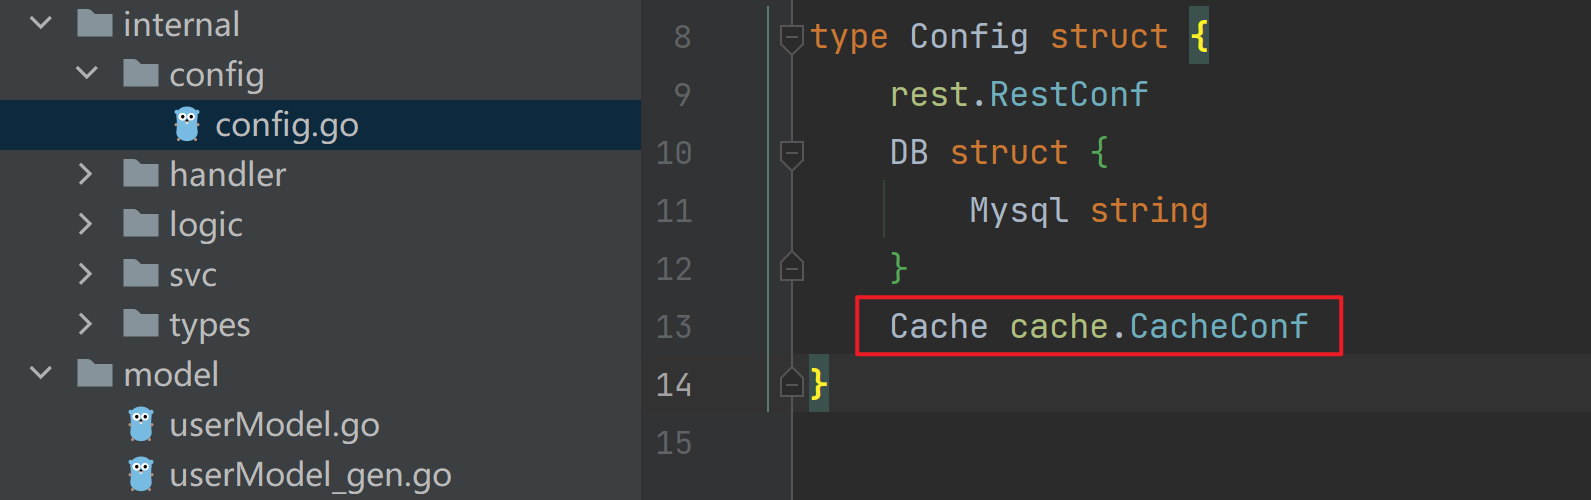 internal
config
config.go
handler
logic
svc
types
model
userModel.go
userModel_gen.go
8 type Config struct {
9 rest.RestConf
10 DB struct {
11 Mysql string
12 }
13 Cache cache.CacheConf
14 }
15